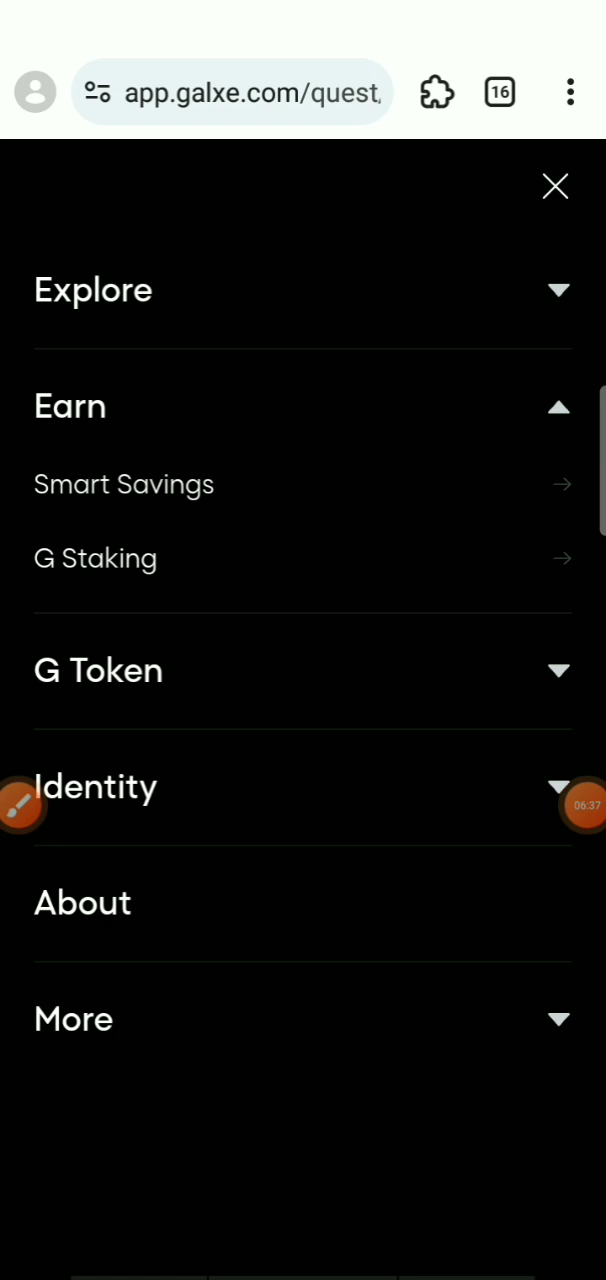 app.galxe.com/quest
16
Explore
Earn
Smart Savings
G Staking
G Token
Identity
06:37
About
More